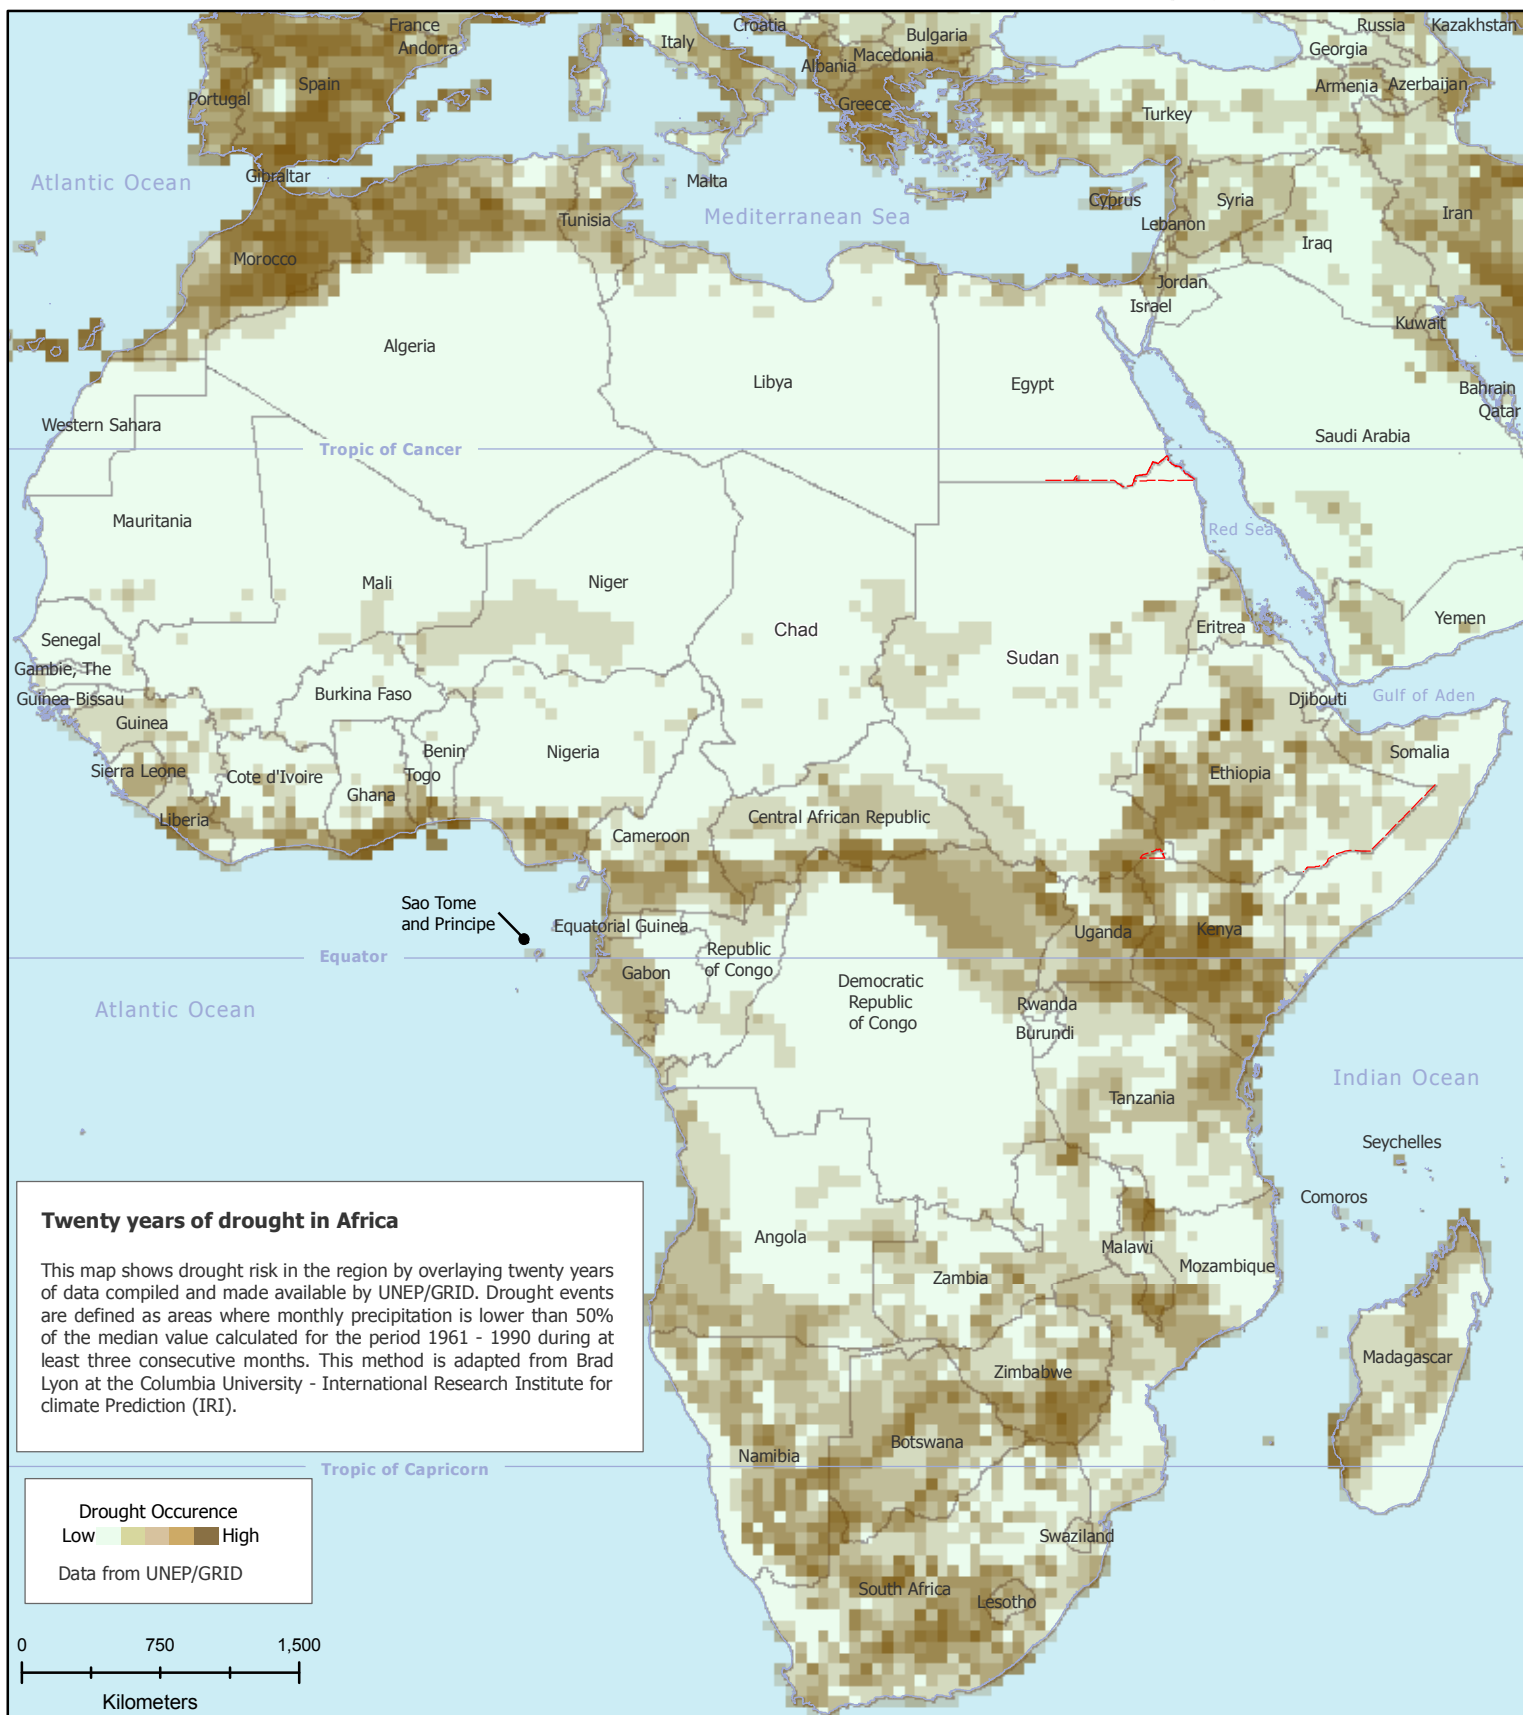 France
Croatia
Russia
Kazakhstan
Andorra
Italy
Bulgaria
Georgia
Macedonia
Albania
Spain
Armenia
Azerbaijan
Portugal
Greece
Turkey
Gibraltar
Atlantic Ocean
Malta
Cyprus
Syria
Mediterranean Sea
Tunisia
Lebanon
Iran
Iraq
Morocco
Jordan
Israel
Kuwait
Algeria
Libya
Egypt
Bahrain
Qatar
Western Sahara
Saudi Arabia
Tropic of Cancer
Mauritania
Red Sea
Mali
Niger
Chad
Eritrea
Yemen
Senegal
Sudan
Gambie, The
Guinea-Bissau
Burkina Faso
Djibouti
Gulf of Aden
Guinea
Benin
Nigeria
Somalia
Sierra Leone
Cote d'Ivoire
Togo
Ethiopia
Ghana
Liberia
Central African Republic
Cameroon
Sao Tome
and Principe
Equatorial Guinea
Uganda
Kenya
Republic
of Congo
Equator
Gabon
Democratic
Republic
of Congo
Rwanda
Burundi
Atlantic Ocean
Indian Ocean
Tanzania
Seychelles
Comoros
Angola
Malawi
Mozambique
Zambia
Zimbabwe
Madagascar
Botswana
Namibia
Tropic of Capricorn
Swaziland
South Africa
Lesotho
Twenty years of drought in Africa
This map shows drought risk in the region by overlaying twenty years
of data compiled and made available by UNEP/GRID. Drought events
are defined as areas where monthly precipitation is lower than 50%
of the median value calculated for the period 1961 - 1990 during at
least three consecutive months. This method is adapted from Brad
Lyon at the Columbia University - International Research Institute for
climate Prediction (IRI).
Drought Occurence
Low High
Data from UNEP/GRID
0 750 1,500
Kilometers